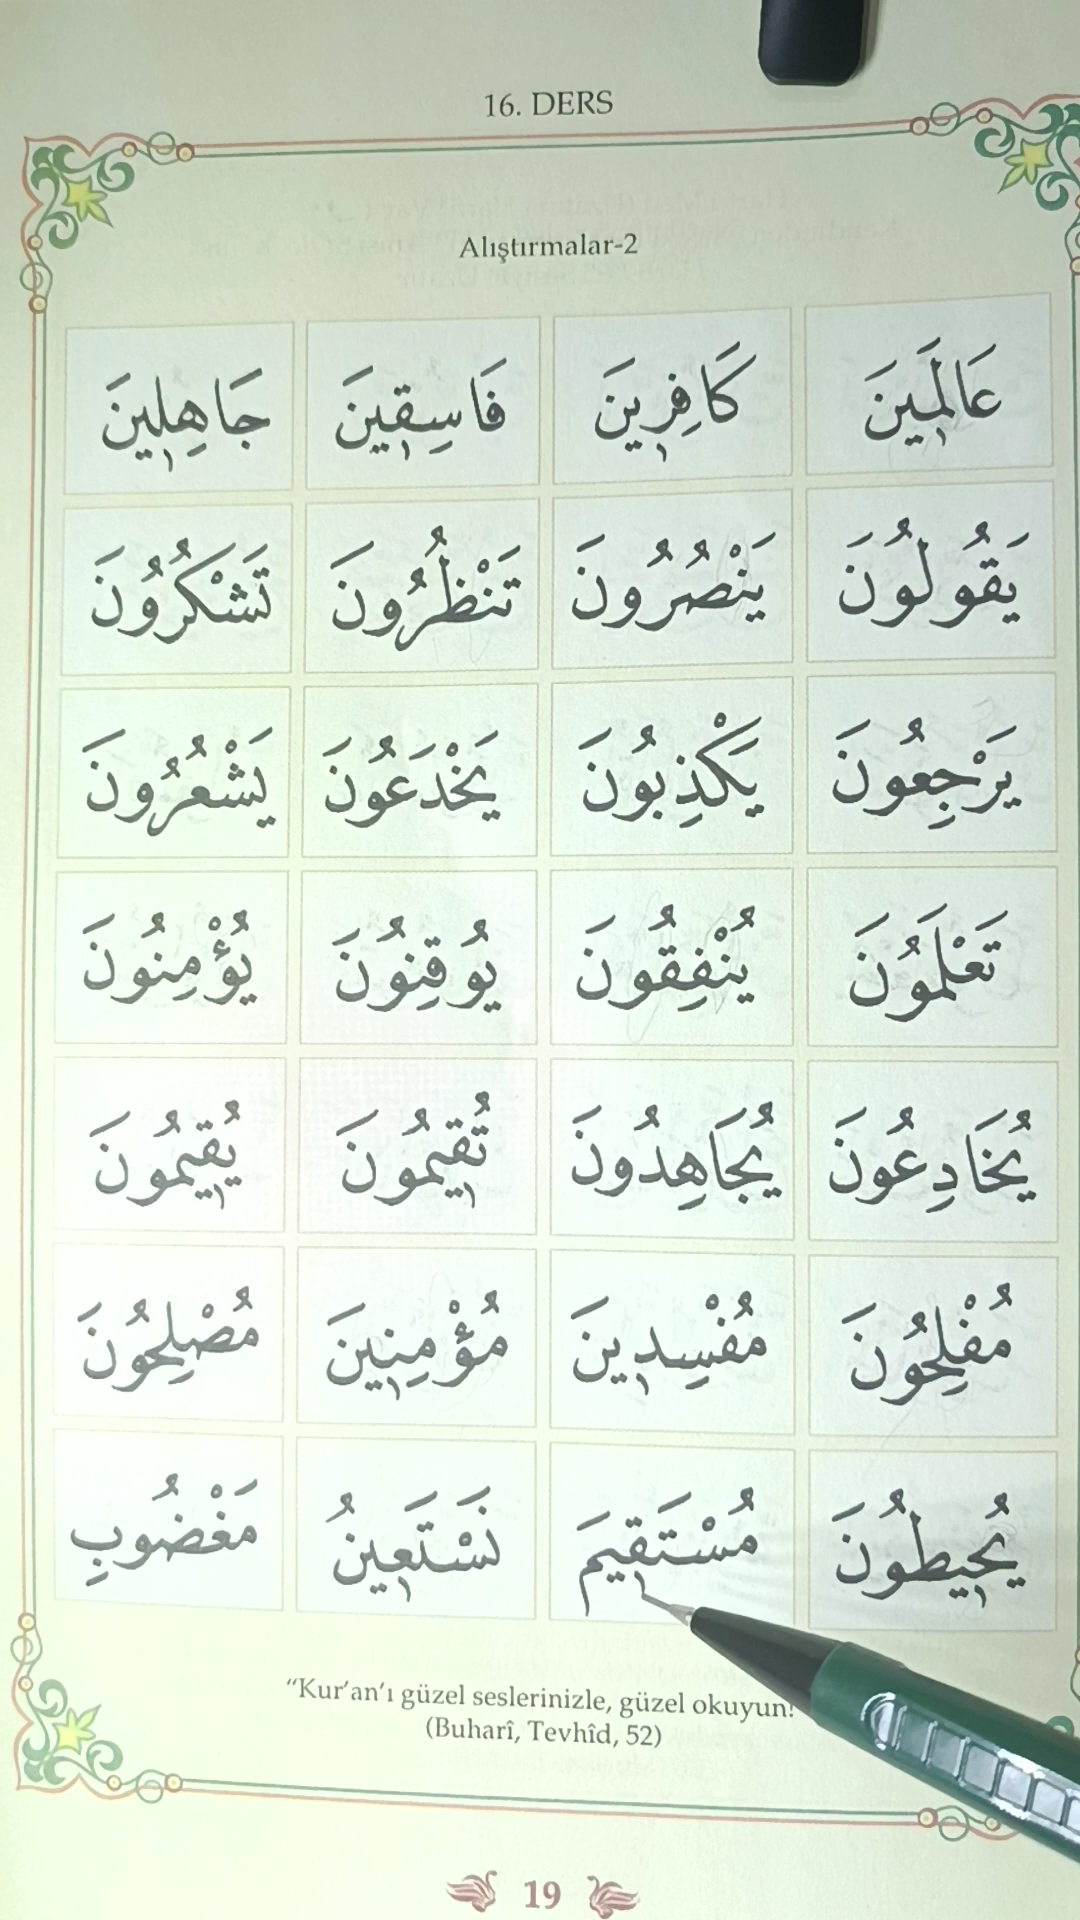 16. DERS
Alıştırmalar-2
عَالَمِينَ كَافِرِينَ فَاسِقِينَ جَاهِلِينَ
يَقُولُونَ يَنْصُرُونَ تَنْظُرُونَ تَشْكُرُونَ
يَرْجِعُونَ يَكْذِبُونَ يَخْدَعُونَ يَشْعُرُونَ
تَعْلَمُونَ يُنْفِقُونَ يُوقِنُونَ يُؤْمِنُونَ
يُخَادِعُونَ يُجَاهِدُونَ تُقِيمُونَ يُقِيمُونَ
مُفْلِحُونَ مُفْسِدِينَ مُؤْمِنِينَ مُصْلِحُونَ
يُحِيطُونَ مُسْتَقِيمَ نَسْتَعِينُ مَغْضُوبِ
“Kur’an’ı güzel seslerinizle, güzel okuyun!
(Buharî, Tevhîd, 52)
19